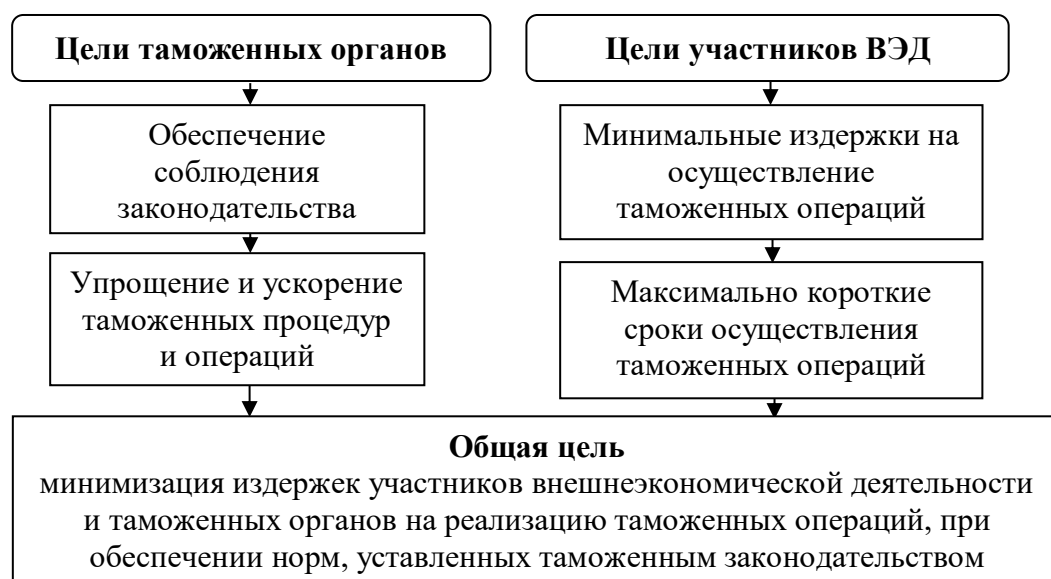 Цели таможенных органов
Цели участников ВЭД
Обеспечение
соблюдения
законодательства
Минимальные издержки на
осуществление
таможенных операций
Упрощение и ускорение
таможенных процедур
и операций
Максимально короткие
сроки осуществления
таможенных операций
Общая цель
минимизация издержек участников внешнеэкономической деятельности
и таможенных органов на реализацию таможенных операций, при
обеспечении норм, уставленных таможенным законодательством